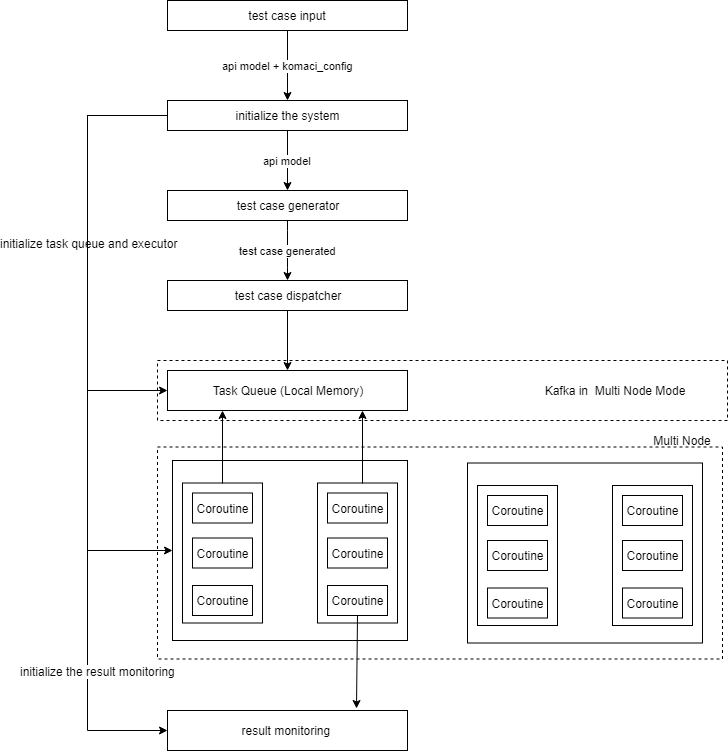 test case input
api model + komaci_config
initialize the system
api model
test case generator
initialize task queue and executor
test case generated
test case dispatcher
Task Queue (Local Memory)
Kafka in  Multi Node Mode
Multi Node
Coroutine
Coroutine
Coroutine
Coroutine
Coroutine
Coroutine
Coroutine
Coroutine
Coroutine
Coroutine
Coroutine
Coroutine
initialize the result monitoring
result monitoring